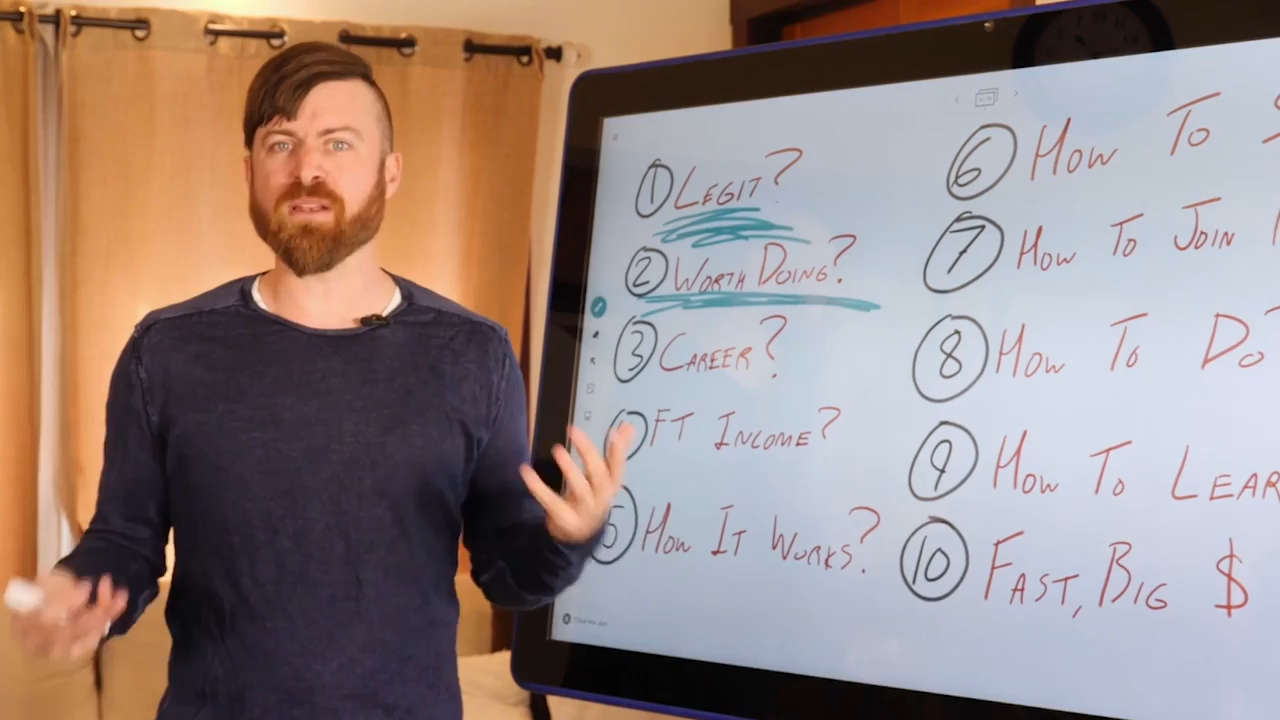 1 LEGIT?
2 WORTH DOING?
3 CAREER?
FT INCOME?
5 HOW IT WORKS?
6 HOW TO
7 HOW TO JOIN
8 HOW TO DO
9 HOW TO LEAR
10 FAST, BIG $